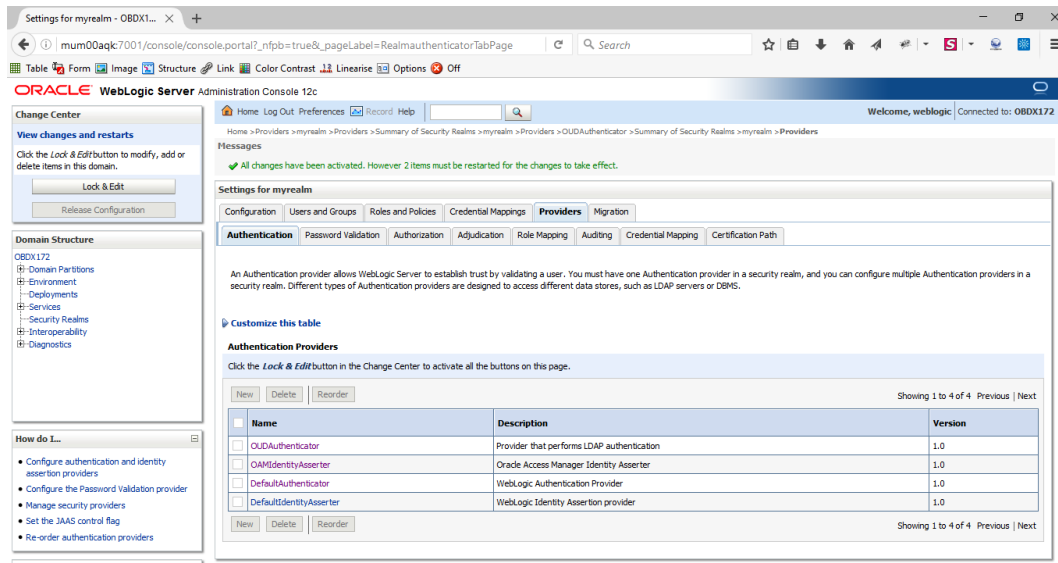 Settings for myrealm - OBDX1...
mum00aqk:7001/console/console.portal?_nfpb=true&_pageLabel=RealmauthenticatorTabPage
Search
Table Form Image Structure Link Color Contrast Linearise Options Off
ORACLE WebLogic Server Administration Console 12c
Change Center
View changes and restarts
Click the Lock & Edit button to modify, add or
delete items in this domain.
Lock & Edit
Release Configuration
Domain Structure
OBDX172
Domain Partitions
Environment
Deployments
Services
Security Realms
Interoperability
Diagnostics
How do I...
Configure authentication and identity
assertion providers
Configure the Password Validation provider
Manage security providers
Set the JAAS control flag
Re-order authentication providers
Home Log Out Preferences Record Help
Welcome, weblogic Connected to: OBDX172
Home >Providers >myrealm >Providers >Summary of Security Realms >myrealm >Providers >OUDAuthenticator >Summary of Security Realms >myrealm >Providers
Messages
All changes have been activated. However 2 items must be restarted for the changes to take effect.
Settings for myrealm
Configuration Users and Groups Roles and Policies Credential Mappings Providers Migration
Authentication Password Validation Authorization Adjudication Role Mapping Auditing Credential Mapping Certification Path
An Authentication provider allows WebLogic Server to establish trust by validating a user. You must have one Authentication provider in a security realm, and you can configure multiple Authentication providers in a
security realm. Different types of Authentication providers are designed to access different data stores, such as LDAP servers or DBMS.
Customize this table
Authentication Providers
Click the Lock & Edit button in the Change Center to activate all the buttons on this page.
New Delete Reorder
Showing 1 to 4 of 4 Previous | Next
Name Description Version
OUDAuthenticator Provider that performs LDAP authentication 1.0
OAMIdentityAsserter Oracle Access Manager Identity Asserter 1.0
DefaultAuthenticator WebLogic Authentication Provider 1.0
DefaultIdentityAsserter WebLogic Identity Assertion provider 1.0
New Delete Reorder
Showing 1 to 4 of 4 Previous | Next